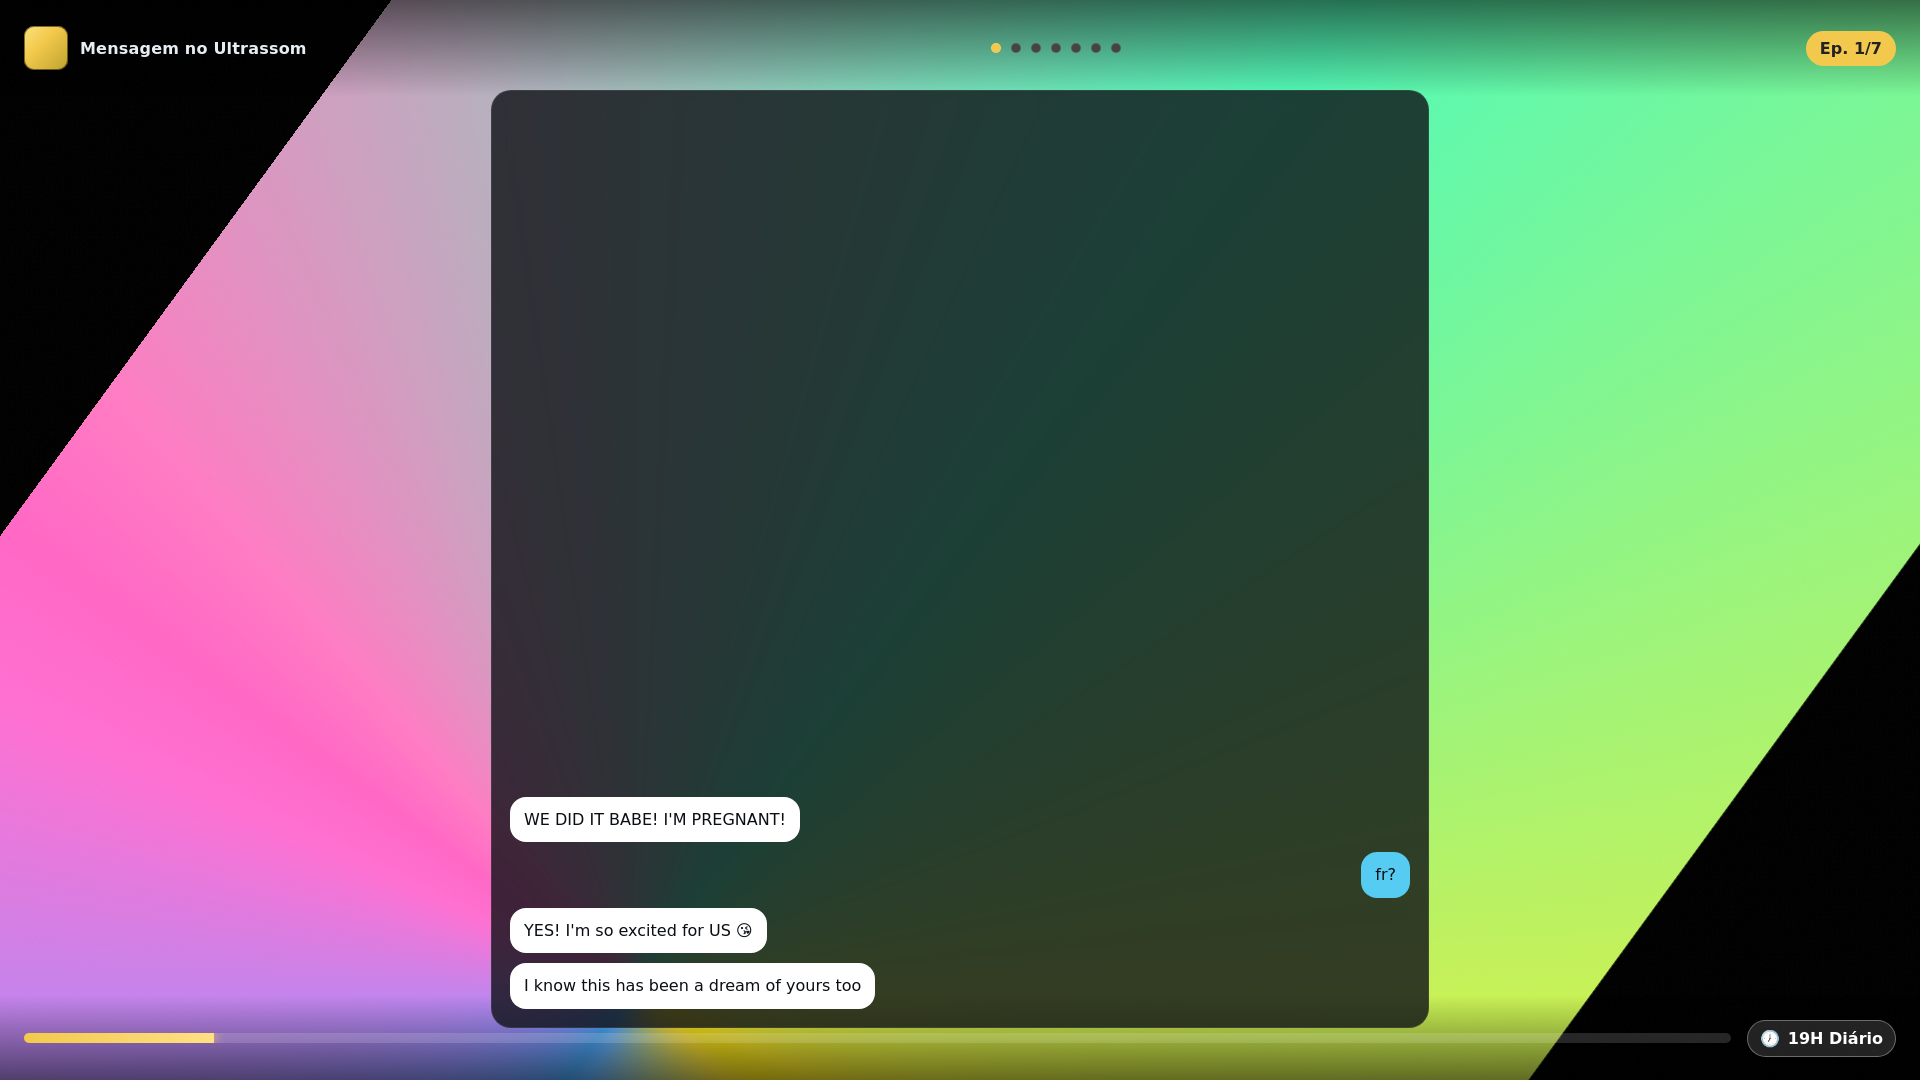 Mensagem no Ultrassom
Ep. 1/7
WE DID IT BABE! I'M PREGNANT!
fr?
YES! I'm so excited for US 😘
I know this has been a dream of yours too
🕖 19H Diário